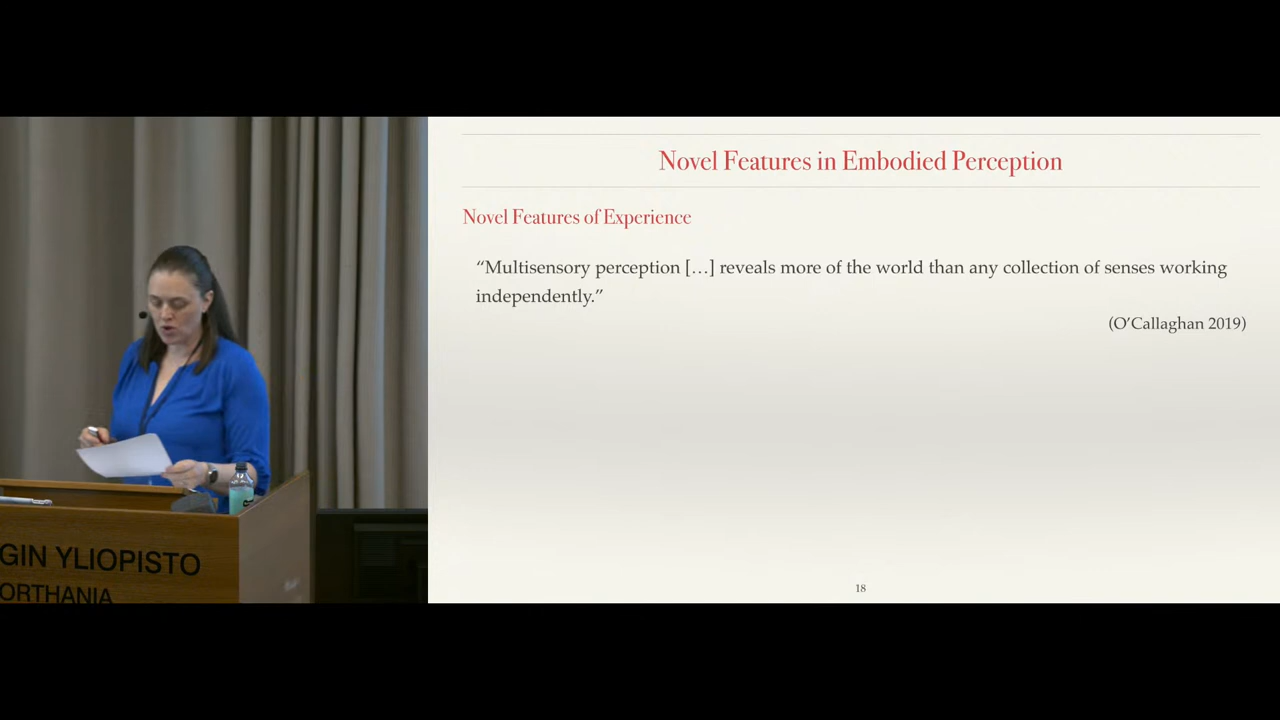 Novel Features in Embodied Perception
Novel Features of Experience
“Multisensory perception […] reveals more of the world than any collection of senses working
independently.”
(O’Callaghan 2019)
18
GIN YLIOPISTO
ORTHANIA